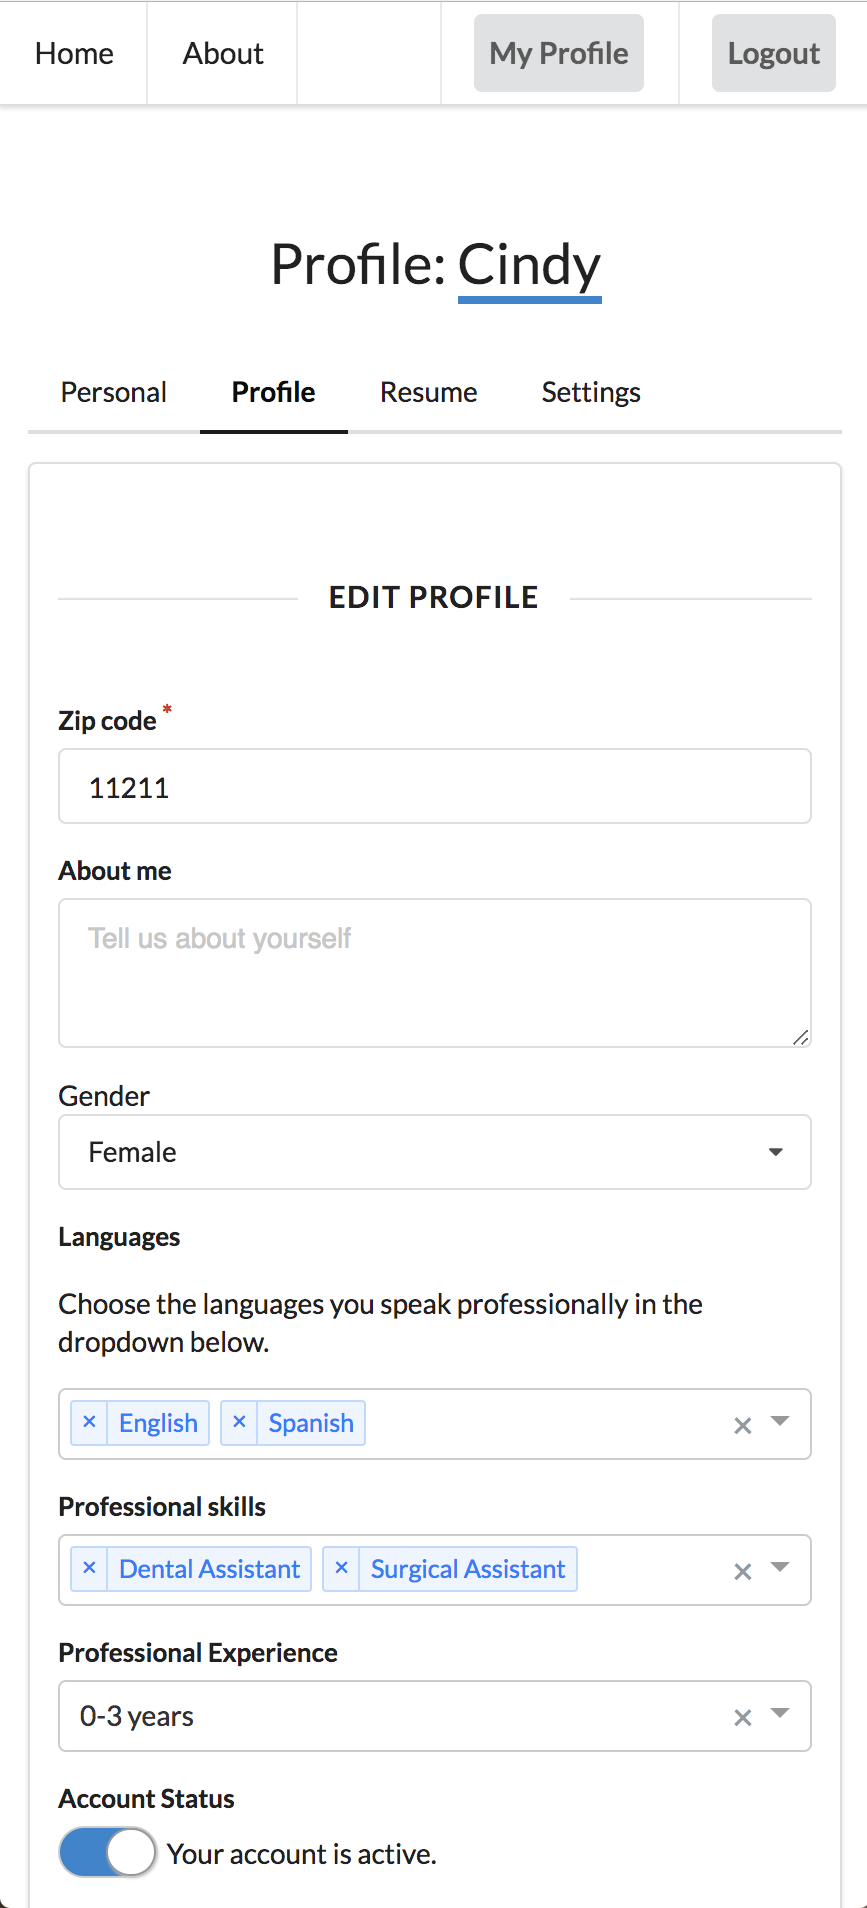 Home About My Profile Logout
Profile: Cindy
Personal Profile Resume Settings
EDIT PROFILE
Zip code *
11211
About me
Tell us about yourself
Gender
Female
Languages
Choose the languages you speak professionally in the
dropdown below.
× English × Spanish ×
Professional skills
× Dental Assistant × Surgical Assistant ×
Professional Experience
0-3 years ×
Account Status
Your account is active.